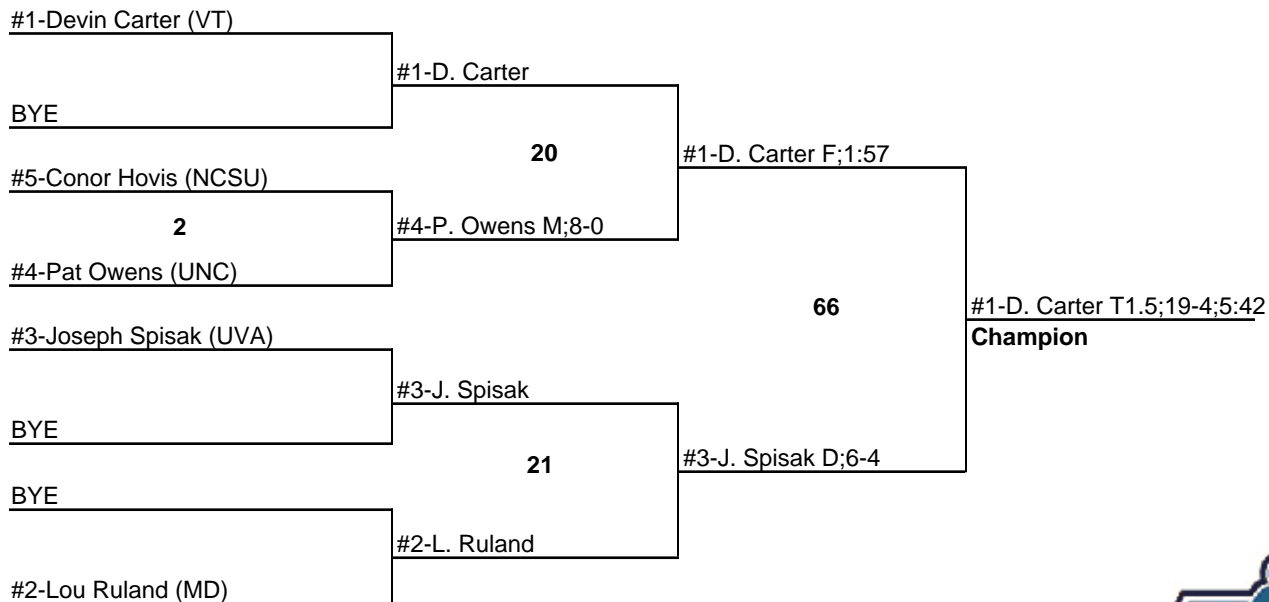 #1-Devin Carter (VT)
#1-D. Carter
BYE
20
#1-D. Carter F;1:57
#5-Conor Hovis (NCSU)
2
#4-P. Owens M;8-0
#4-Pat Owens (UNC)
66
#1-D. Carter T1.5;19-4;5:42
Champion
#3-Joseph Spisak (UVA)
#3-J. Spisak
BYE
21
#3-J. Spisak D;6-4
BYE
#2-L. Ruland
#2-Lou Ruland (MD)